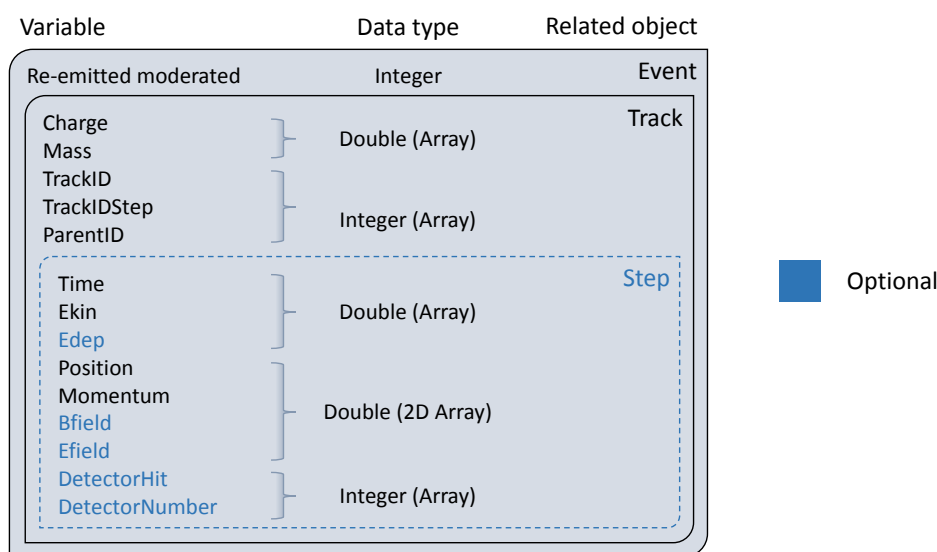 Variable Data type Related object
Re-emitted moderated Integer Event
Charge
Mass
Double (Array)
Track
TrackID
TrackIDStep
ParentID
Integer (Array)
Step
Time
Ekin
Edep
Double (Array)
Position
Momentum
Bfield
Efield
Double (2D Array)
DetectorHit
DetectorNumber
Integer (Array)
Optional